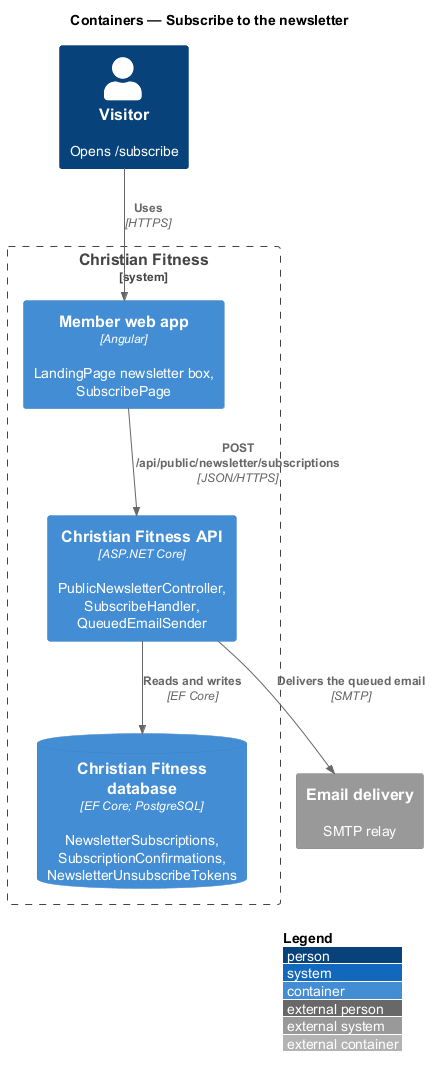 Containers — Subscribe to the newsletter
Visitor
Opens /subscribe
Uses
[HTTPS]
Christian Fitness
[system]
Member web app
[Angular]
LandingPage newsletter box,
SubscribePage
POST
/api/public/newsletter/subscriptions
[JSON/HTTPS]
Christian Fitness API
[ASP.NET Core]
PublicNewsletterController,
SubscribeHandler,
QueuedEmailSender
Reads and writes
[EF Core]
Delivers the queued email
[SMTP]
Christian Fitness
database
[EF Core; PostgreSQL]
NewsletterSubscriptions,
SubscriptionConfirmations,
NewsletterUnsubscribeTokens
Email delivery
SMTP relay
Legend
person
system
container
external person
external system
external container